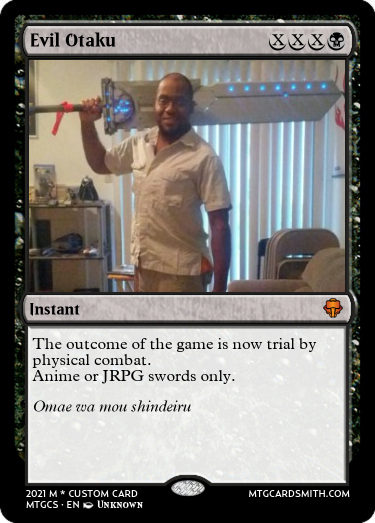 Evil Otaku XXX
Instant
The outcome of the game is now trial by
physical combat.
Anime or JRPG swords only.
Omae wa mou shindeiru
2021 M * CUSTOM CARD
MTGCS • EN UNKNOWN
MTGCARDSMITH.COM